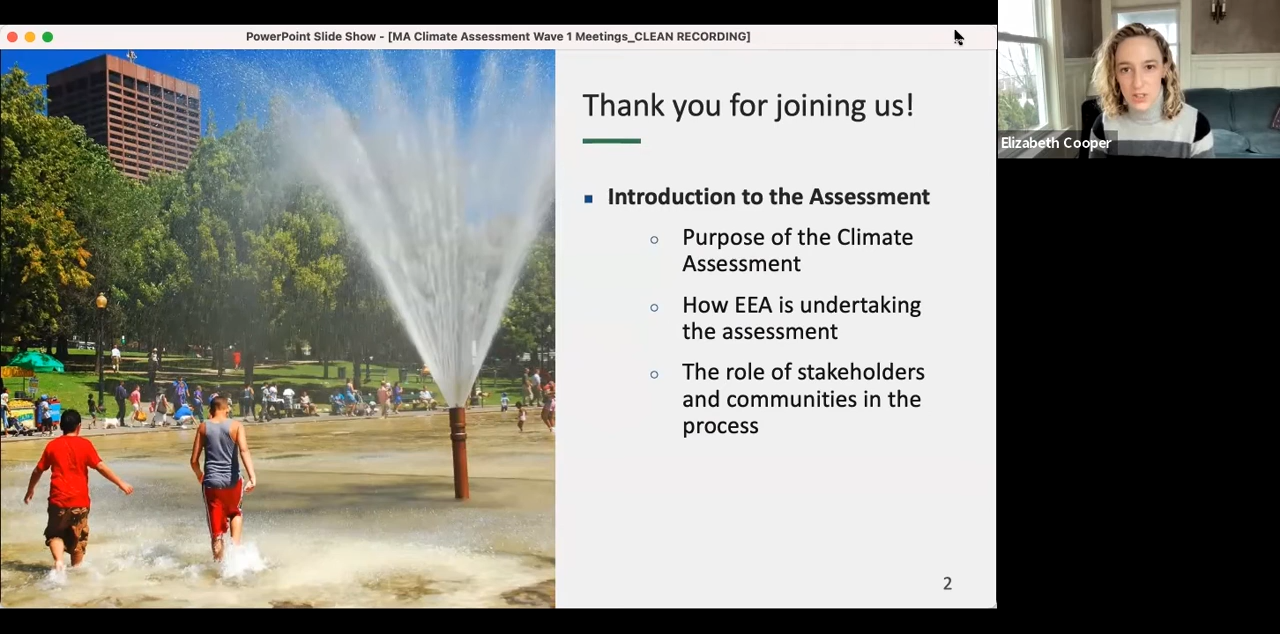 PowerPoint Slide Show - [MA Climate Assessment Wave 1 Meetings_CLEAN RECORDING]
Elizabeth Cooper
Thank you for joining us!
▪ Introduction to the Assessment
○ Purpose of the Climate
Assessment
○ How EEA is undertaking
the assessment
○ The role of stakeholders
and communities in the
process
2